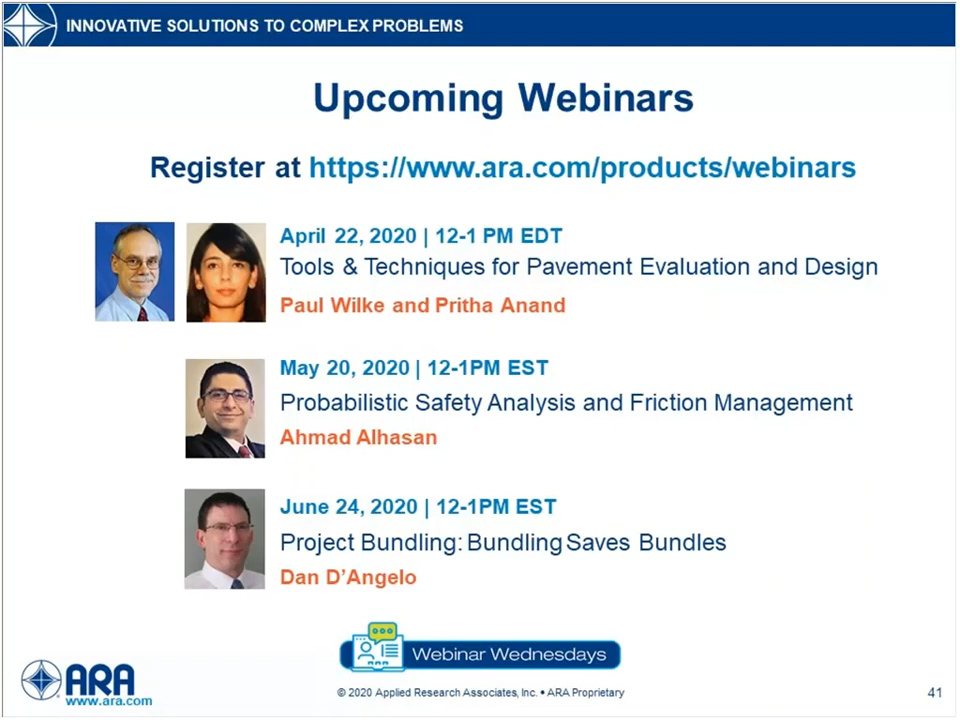 INNOVATIVE SOLUTIONS TO COMPLEX PROBLEMS
Upcoming Webinars
Register at https://www.ara.com/products/webinars
April 22, 2020 | 12-1 PM EDT
Tools & Techniques for Pavement Evaluation and Design
Paul Wilke and Pritha Anand
May 20, 2020 | 12-1PM EST
Probabilistic Safety Analysis and Friction Management
Ahmad Alhasan
June 24, 2020 | 12-1PM EST
Project Bundling: Bundling Saves Bundles
Dan D’Angelo
ARA
Webinar Wednesdays
ARA
www.ara.com
© 2020 Applied Research Associates, Inc. • ARA Proprietary
41